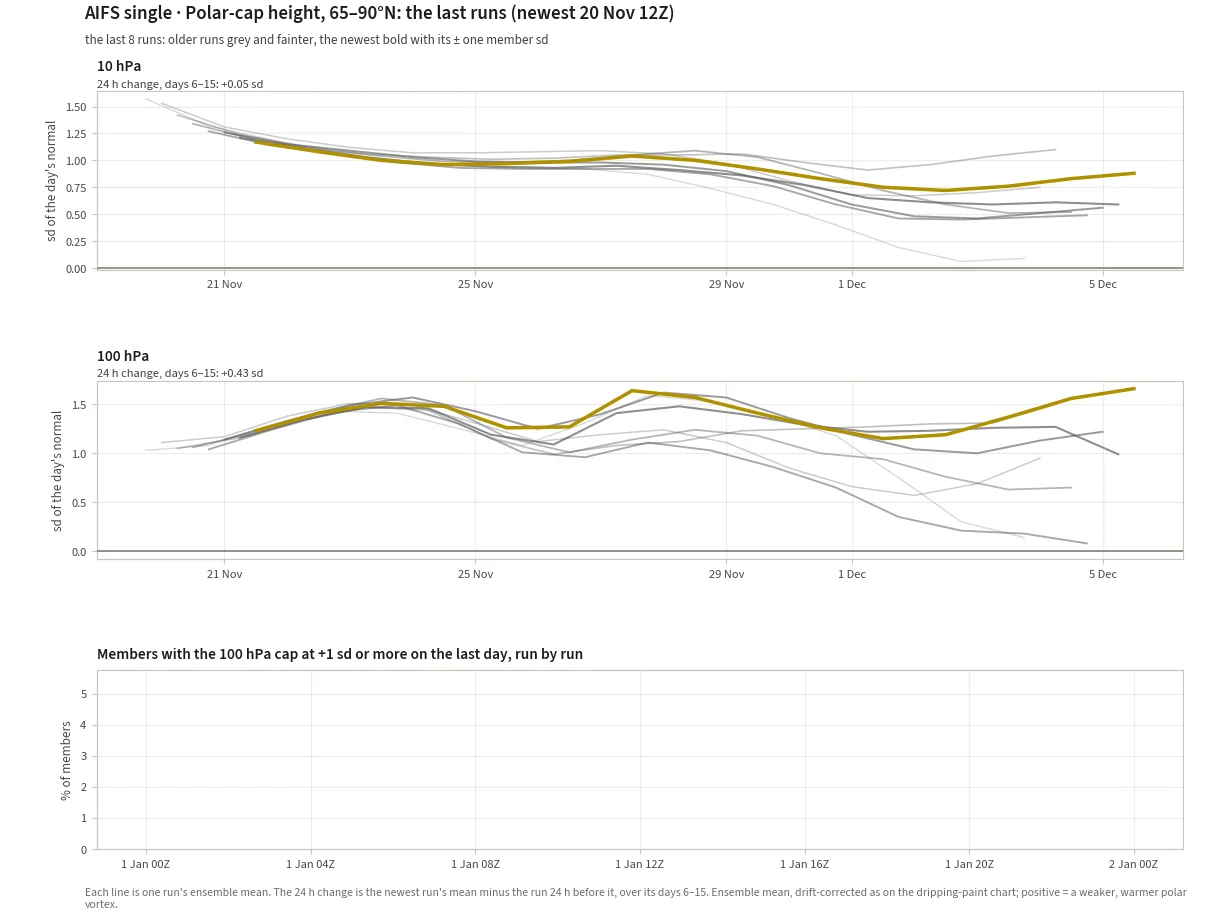 AIFS single · Polar-cap height, 65–90°N: the last runs (newest 20 Nov 12Z)
the last 8 runs: older runs grey and fainter, the newest bold with its ± one member sd
10 hPa
24 h change, days 6–15: +0.05 sd
sd of the day's normal
1.50
1.25
1.00
0.75
0.50
0.25
0.00
21 Nov
25 Nov
29 Nov
1 Dec
5 Dec
100 hPa
24 h change, days 6–15: +0.43 sd
sd of the day's normal
1.5
1.0
0.5
0.0
21 Nov
25 Nov
29 Nov
1 Dec
5 Dec
Members with the 100 hPa cap at +1 sd or more on the last day, run by run
% of members
5
4
3
2
1
0
1 Jan 00Z
1 Jan 04Z
1 Jan 08Z
1 Jan 12Z
1 Jan 16Z
1 Jan 20Z
2 Jan 00Z
Each line is one run's ensemble mean. The 24 h change is the newest run's mean minus the run 24 h before it, over its days 6–15. Ensemble mean, drift-corrected as on the dripping-paint chart; positive = a weaker, warmer polar
vortex.